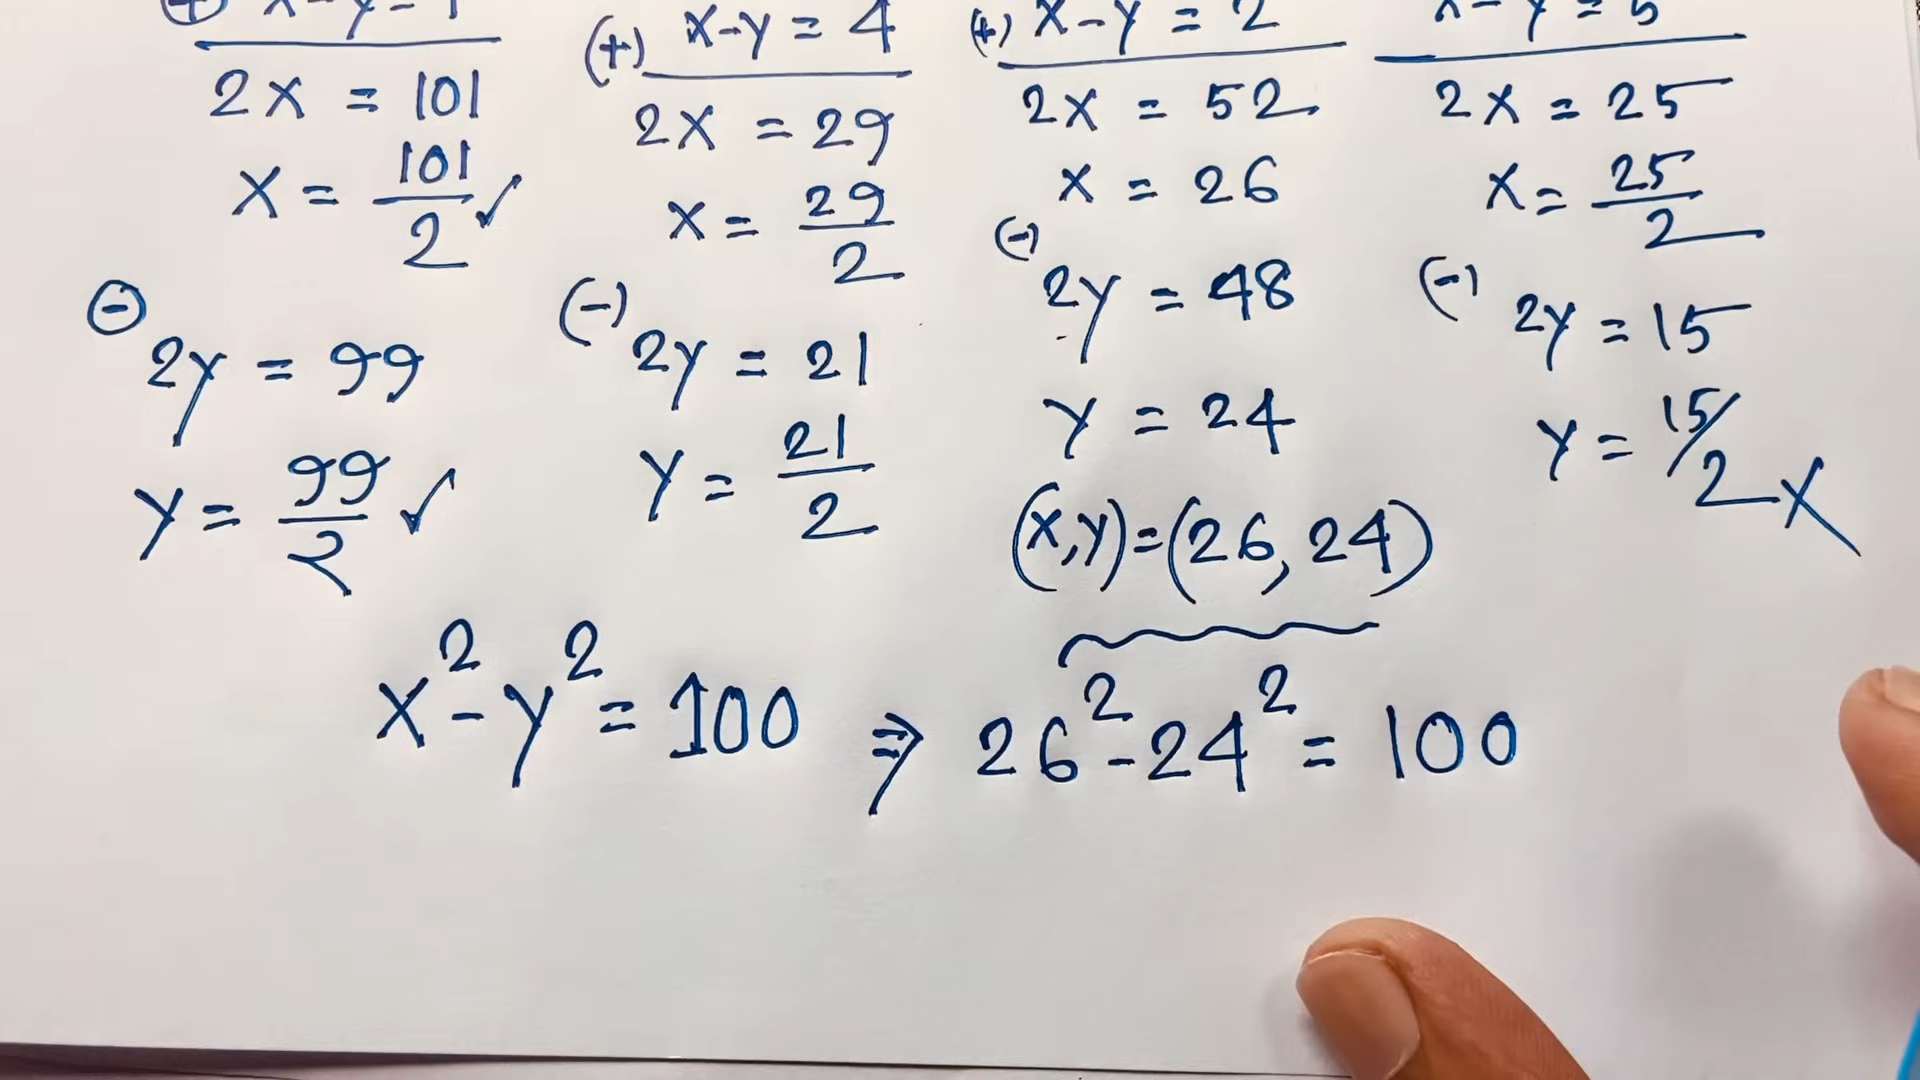 (+) x-y=1
2x = 101
x = 101/2 ✓
(-)
2y = 99
y = 99/2 ✓
(+) x-y = 4
2x = 29
x = 29/2
(-)
2y = 21
y = 21/2
(+) x-y = 2
2x = 52
x = 26
(-)
2y = 48
y = 24
(x,y)=(26,24)
x-y = 5
2x = 25
x = 25/2
(-)
2y = 15
y = 15/2 x
x²-y² = 100 ⇒ 26²-24² = 100